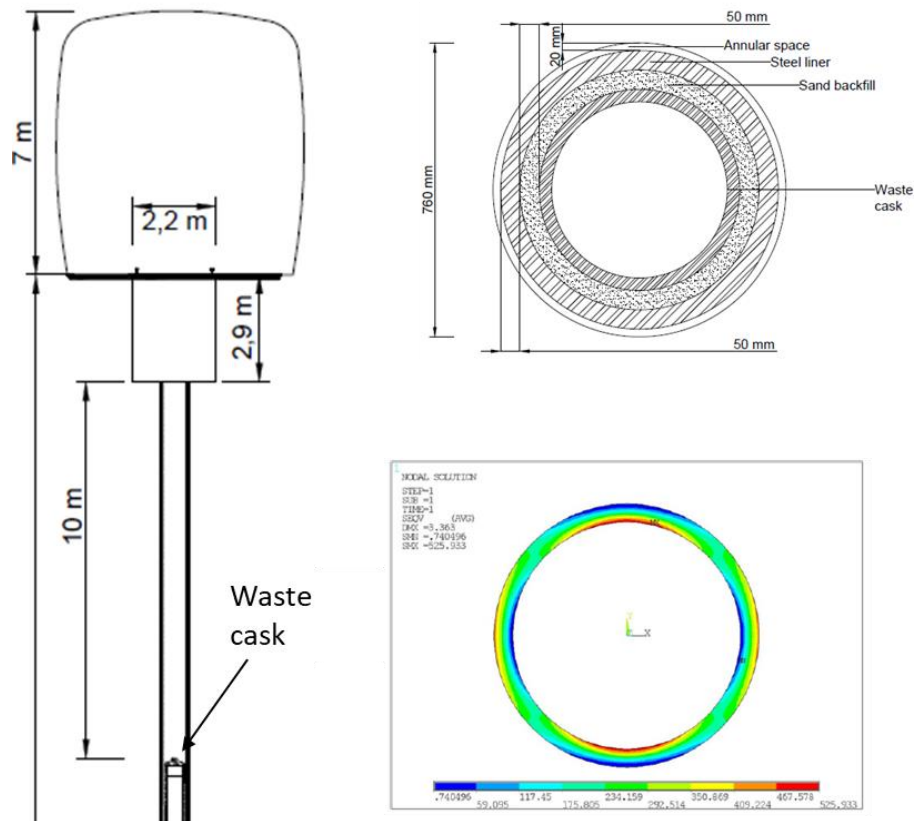 7 m
2,2 m
2,9 m
10 m
Waste
cask
50 mm
20 mm
Annular space
Steel liner
Sand backfill
760 mm
Waste
cask
50 mm
1
NODAL SOLUTION
STEP=1
SUB =1
TIME=1
SEQV (AVG)
DMX =3.363
SMN =.740496
SMX =525.933
Y
X
.740496 117.45 234.159 350.869 467.578
59.095 175.805 292.514 409.224 525.933